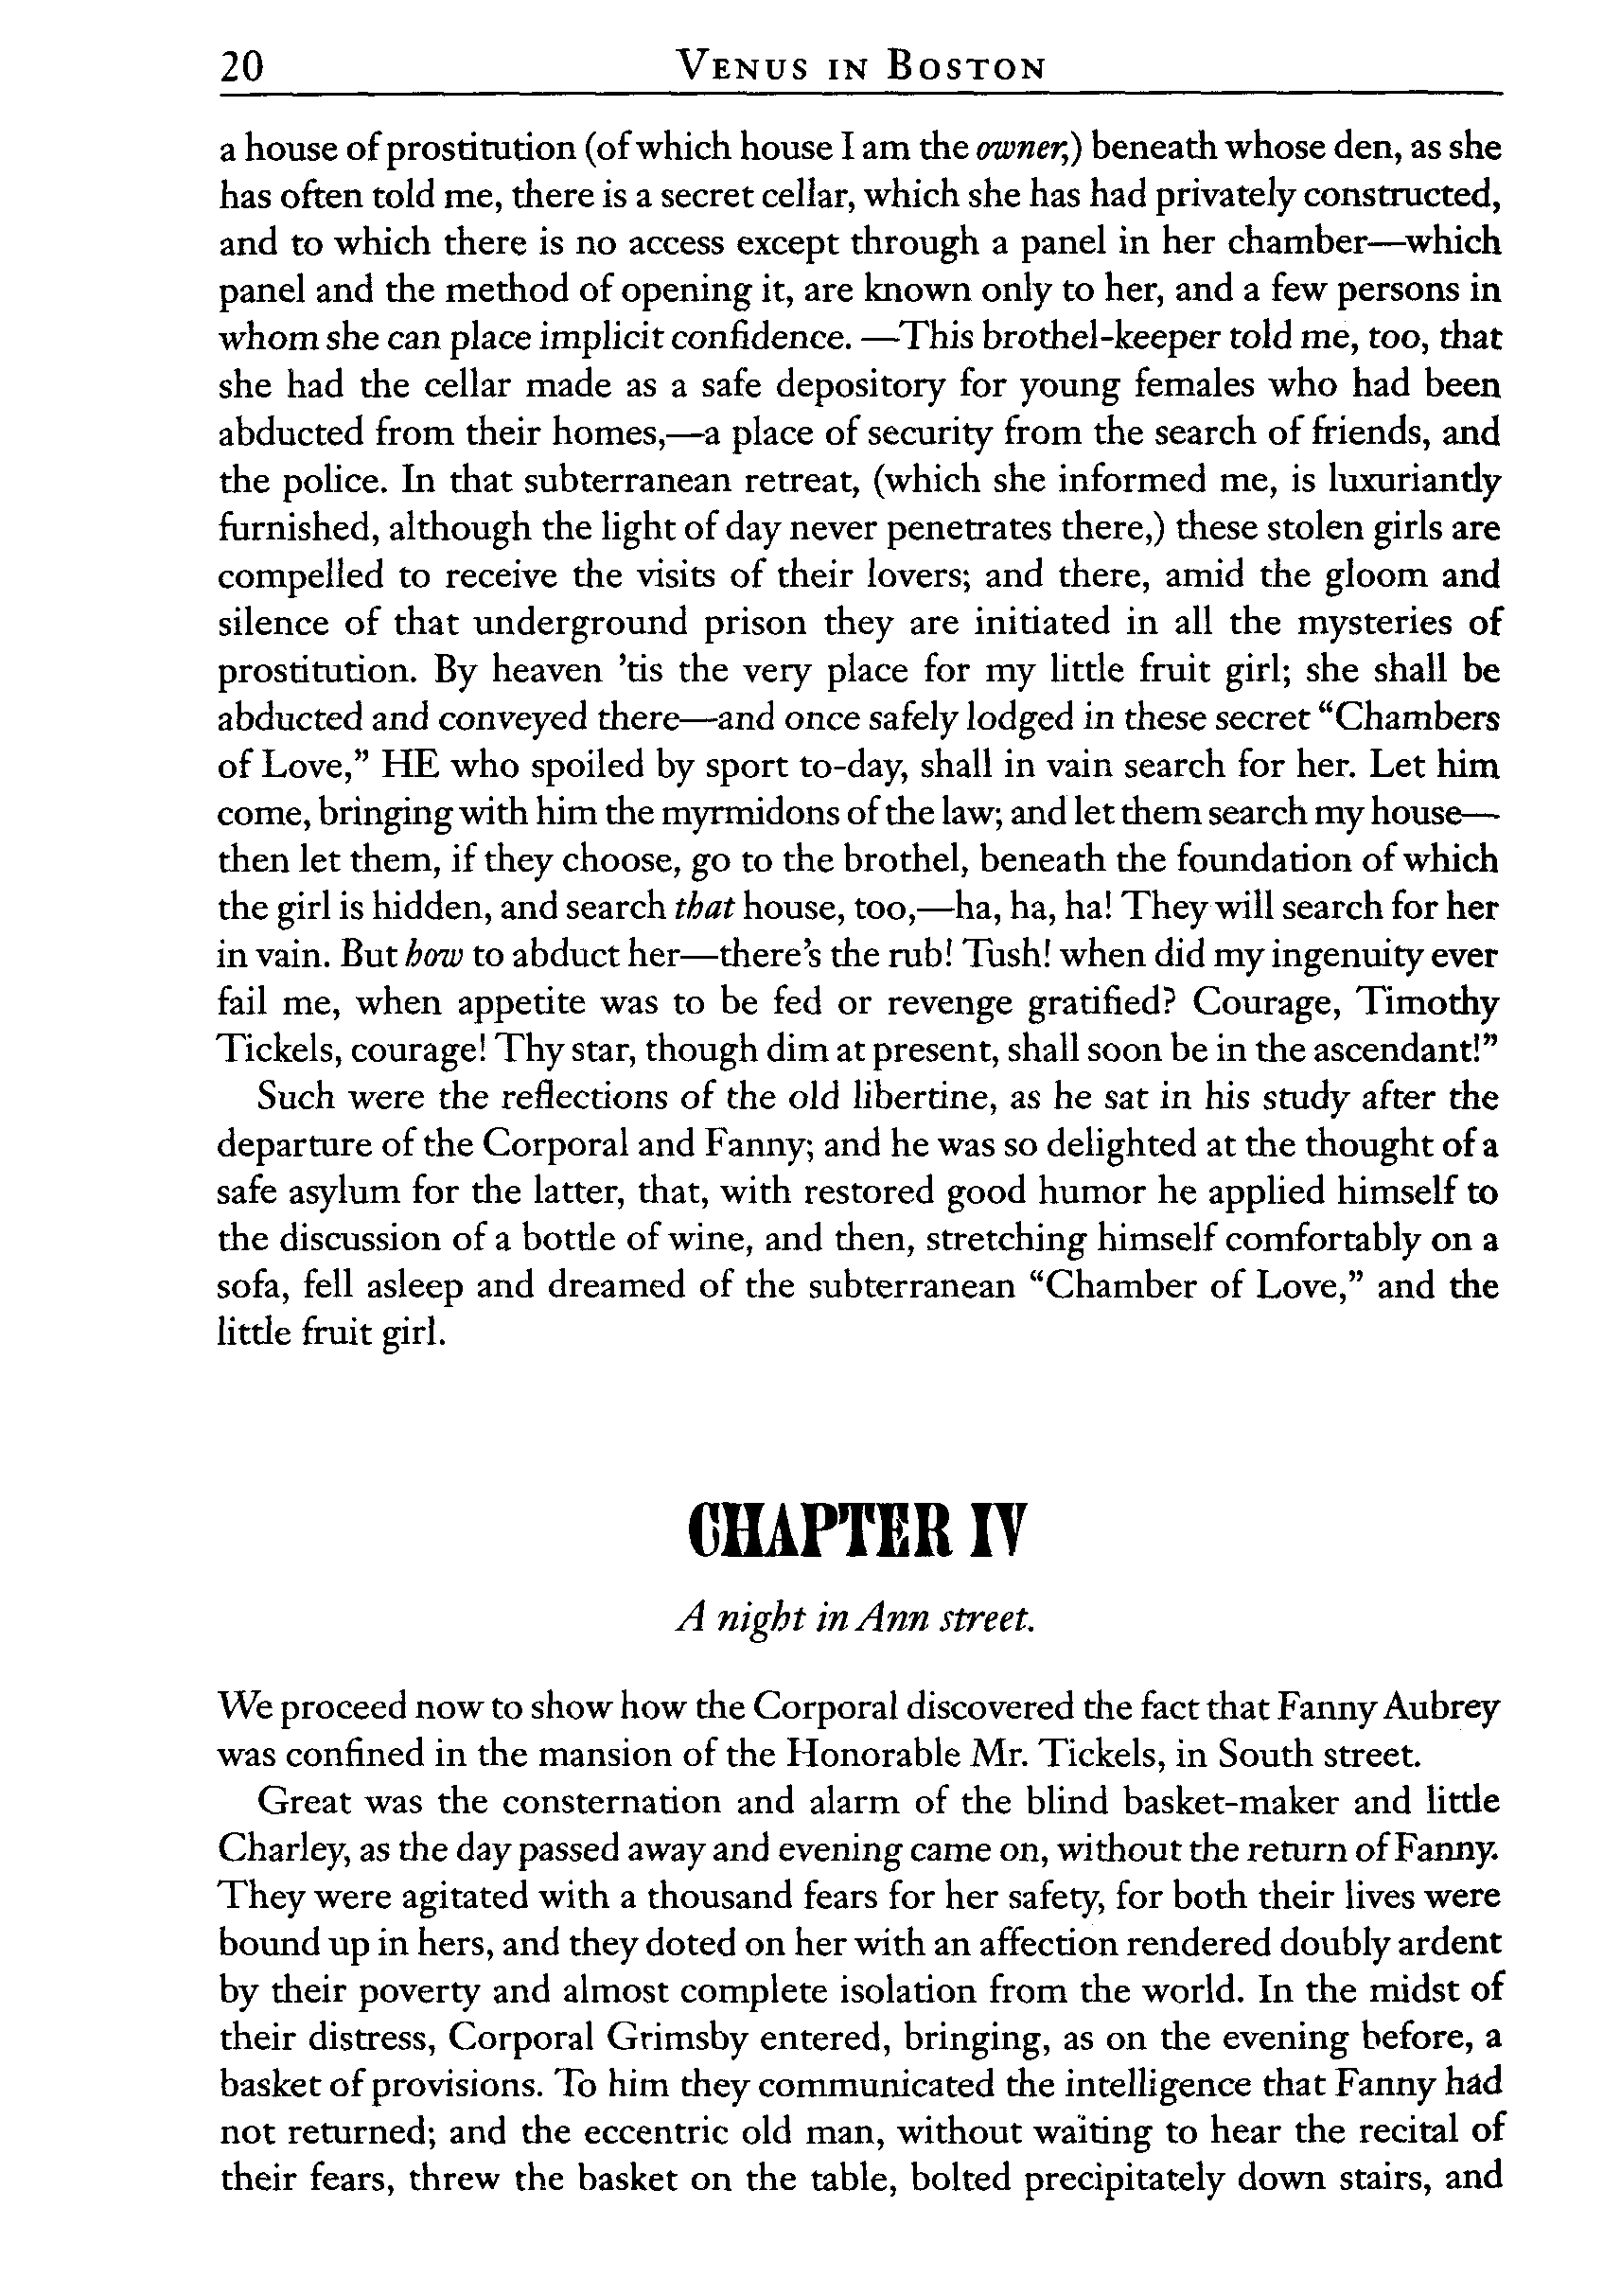 20 VENUS IN BOSTON
a house of prostitution (of which house I am the owner,) beneath whose den, as she
has often told me, there is a secret cellar, which she has had privately constructed,
and to which there is no access except through a panel in her chamber—which
panel and the method of opening it, are known only to her, and a few persons in
whom she can place implicit confidence. —This brothel-keeper told me, too, that
she had the cellar made as a safe depository for young females who had been
abducted from their homes,—a place of security from the search of friends, and
the police. In that subterranean retreat, (which she informed me, is luxuriantly
furnished, although the light of day never penetrates there,) these stolen girls are
compelled to receive the visits of their lovers; and there, amid the gloom and
silence of that underground prison they are initiated in all the mysteries of
prostitution. By heaven ’tis the very place for my little fruit girl; she shall be
abducted and conveyed there—and once safely lodged in these secret “Chambers
of Love,” HE who spoiled by sport to-day, shall in vain search for her. Let him
come, bringing with him the myrmidons of the law; and let them search my house—
then let them, if they choose, go to the brothel, beneath the foundation of which
the girl is hidden, and search that house, too,—ha, ha, ha! They will search for her
in vain. But how to abduct her—there’s the rub! Tush! when did my ingenuity ever
fail me, when appetite was to be fed or revenge gratified? Courage, Timothy
Tickels, courage! Thy star, though dim at present, shall soon be in the ascendant!”
Such were the reflections of the old libertine, as he sat in his study after the
departure of the Corporal and Fanny; and he was so delighted at the thought of a
safe asylum for the latter, that, with restored good humor he applied himself to
the discussion of a bottle of wine, and then, stretching himself comfortably on a
sofa, fell asleep and dreamed of the subterranean “Chamber of Love,” and the
little fruit girl.
CHAPTER IV
A night in Ann street.
We proceed now to show how the Corporal discovered the fact that Fanny Aubrey
was confined in the mansion of the Honorable Mr. Tickels, in South street.
Great was the consternation and alarm of the blind basket-maker and little
Charley, as the day passed away and evening came on, without the return of Fanny.
They were agitated with a thousand fears for her safety, for both their lives were
bound up in hers, and they doted on her with an affection rendered doubly ardent
by their poverty and almost complete isolation from the world. In the midst of
their distress, Corporal Grimsby entered, bringing, as on the evening before, a
basket of provisions. To him they communicated the intelligence that Fanny had
not returned; and the eccentric old man, without waiting to hear the recital of
their fears, threw the basket on the table, bolted precipitately down stairs, and